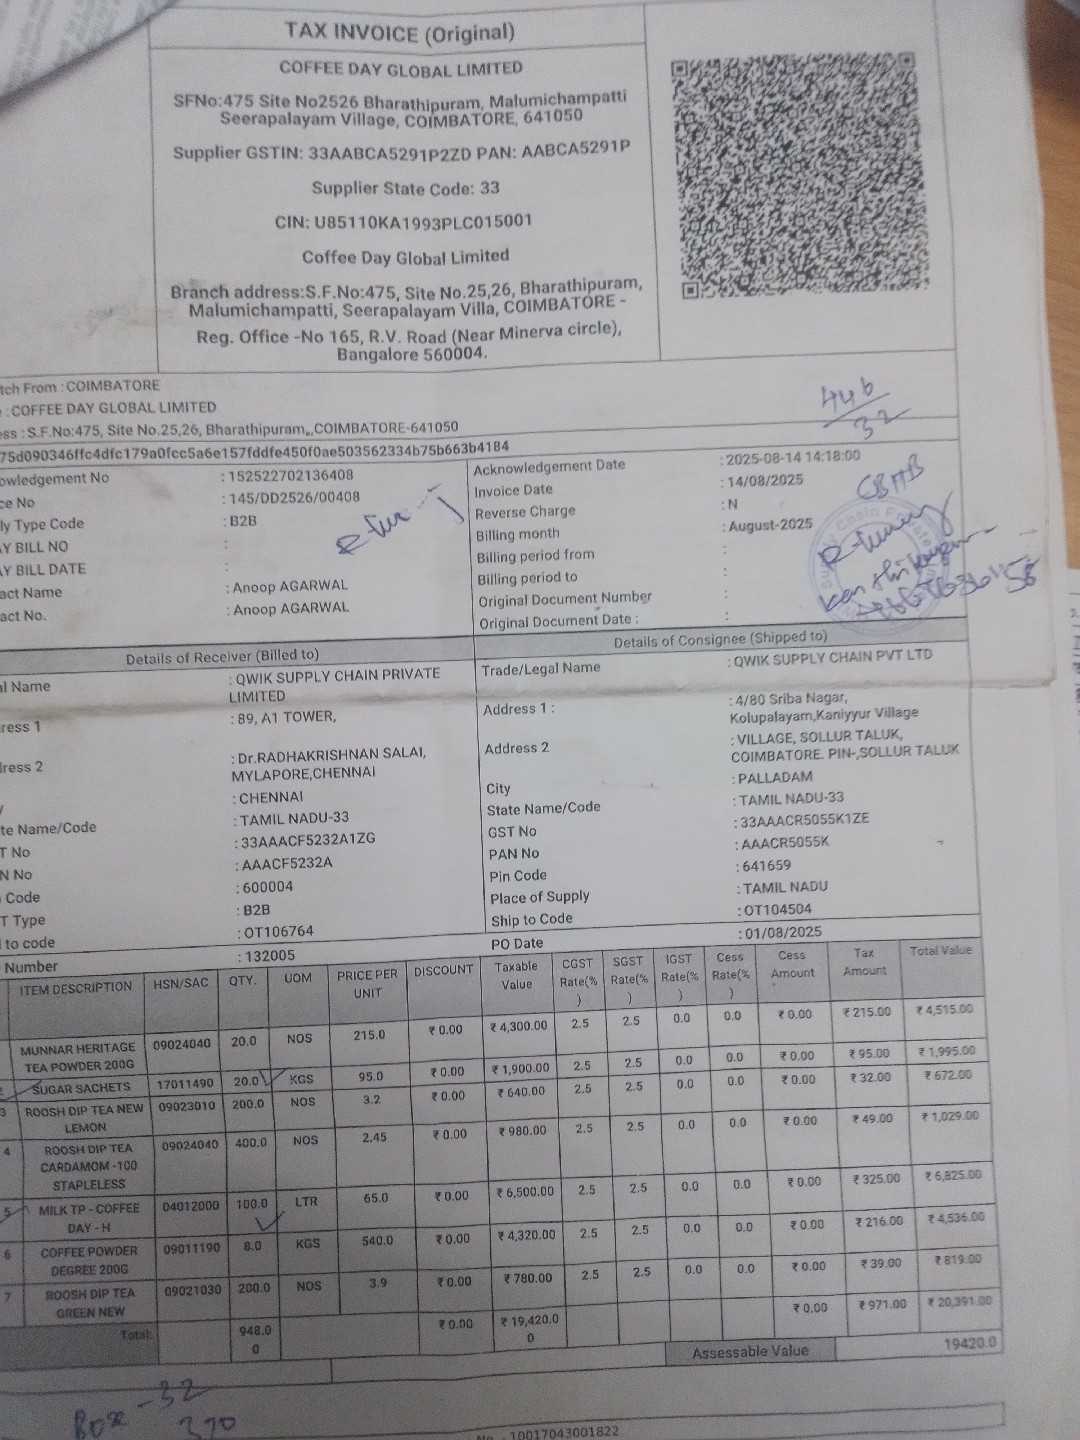 TAX INVOICE (Original)
COFFEE DAY GLOBAL LIMITED
SFNo:475 Site No2526 Bharathipuram, Malumichampatti
Seerapalayam Village, COIMBATORE, 641050
Supplier GSTIN: 33AABCA5291P2ZD PAN: AABCA5291P
Supplier State Code: 33
CIN: U85110KA1993PLC015001
Coffee Day Global Limited
Branch address:S.F.No:475, Site No.25,26, Bharathipuram,
Malumichampatti, Seerapalayam Villa, COIMBATORE -
Reg. Office -No 165, R.V. Road (Near Minerva circle),
Bangalore 560004.
tch From : COIMBATORE
: COFFEE DAY GLOBAL LIMITED
ess : S.F.No:475, Site No.25,26, Bharathipuram,,COIMBATORE-641050
446
32
75d090346ffc4dfc179a0fcc5a6e157fddfe450f0ae503562334b75b663b4184
owledgement No : 152522702136408
ce No : 145/DD2526/00408
ly Type Code : B2B
AY BILL NO :
AY BILL DATE :
act Name : Anoop AGARWAL
act No. : Anoop AGARWAL
Acknowledgement Date : 2025-08-14 14:18:00
Invoice Date : 14/08/2025
Reverse Charge : N
Billing month : August-2025
Billing period from :
Billing period to :
Original Document Number :
Original Document Date : :
Details of Receiver (Billed to)
al Name : QWIK SUPPLY CHAIN PRIVATE
LIMITED
ress 1 : 89, A1 TOWER,
ress 2 : Dr.RADHAKRISHNAN SALAI,
MYLAPORE,CHENNAI
y : CHENNAI
te Name/Code : TAMIL NADU-33
T No : 33AAACF5232A1ZG
N No : AAACF5232A
Code : 600004
T Type : B2B
l to code : OT106764
Number : 132005
Details of Consignee (Shipped to)
Trade/Legal Name : QWIK SUPPLY CHAIN PVT LTD
Address 1 : : 4/80 Sriba Nagar,
Kolupalayam,Kaniyyur Village
Address 2 : VILLAGE, SOLLUR TALUK,
COIMBATORE. PIN-,SOLLUR TALUK
City : PALLADAM
State Name/Code : TAMIL NADU-33
GST No : 33AAACR5055K1ZE
PAN No : AAACR5055K
Pin Code : 641659
Place of Supply : TAMIL NADU
Ship to Code : OT104504
PO Date : 01/08/2025
ITEM DESCRIPTION HSN/SAC QTY. UOM PRICE PER UNIT DISCOUNT Taxable Value CGST Rate(%) SGST Rate(%) IGST Rate(%) Cess Rate(%) Cess Amount Tax Amount Total Value
MUNNAR HERITAGE TEA POWDER 200G 09024040 20.0 NOS 215.0 ₹ 0.00 ₹ 4,300.00 2.5 2.5 0.0 0.0 ₹ 0.00 ₹ 215.00 ₹ 4,515.00
2 SUGAR SACHETS 17011490 20.0 KGS 95.0 ₹ 0.00 ₹ 1,900.00 2.5 2.5 0.0 0.0 ₹ 0.00 ₹ 95.00 ₹ 1,995.00
3 ROOSH DIP TEA NEW LEMON 09023010 200.0 NOS 3.2 ₹ 0.00 ₹ 640.00 2.5 2.5 0.0 0.0 ₹ 0.00 ₹ 32.00 ₹ 672.00
4 ROOSH DIP TEA CARDAMOM -100 STAPLELESS 09024040 400.0 NOS 2.45 ₹ 0.00 ₹ 980.00 2.5 2.5 0.0 0.0 ₹ 0.00 ₹ 49.00 ₹ 1,029.00
5 MILK TP - COFFEE DAY - H 04012000 100.0 LTR 65.0 ₹ 0.00 ₹ 6,500.00 2.5 2.5 0.0 0.0 ₹ 0.00 ₹ 325.00 ₹ 6,825.00
6 COFFEE POWDER DEGREE 200G 09011190 8.0 KGS 540.0 ₹ 0.00 ₹ 4,320.00 2.5 2.5 0.0 0.0 ₹ 0.00 ₹ 216.00 ₹ 4,536.00
7 ROOSH DIP TEA GREEN NEW 09021030 200.0 NOS 3.9 ₹ 0.00 ₹ 780.00 2.5 2.5 0.0 0.0 ₹ 0.00 ₹ 39.00 ₹ 819.00
Total: 948.00 ₹ 0.00 ₹ 19,420.00 ₹ 0.00 ₹ 971.00 ₹ 20,391.00
Assessable Value 19420.0
Box - 32
370
No. 10017043001822